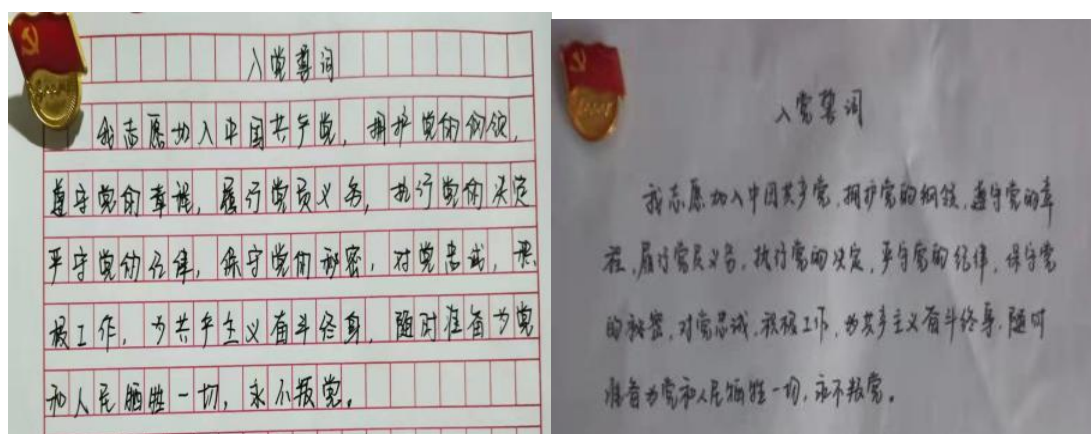 入党誓词
我志愿加入中国共产党,拥护党的纲领,
遵守党的章程,履行党员义务,执行党的决定
严守党的纪律,保守党的秘密,对党忠诚,积
极工作,为共产主义奋斗终身,随时准备为党
和人民牺牲一切,永不叛党。
入党誓词
我志愿加入中国共产党,拥护党的纲领,遵守党的章
程,履行党员义务,执行党的决定,严守党的纪律,保守党
的秘密,对党忠诚,积极工作,为共产主义奋斗终身,随时
准备为党和人民牺牲一切,永不叛党。